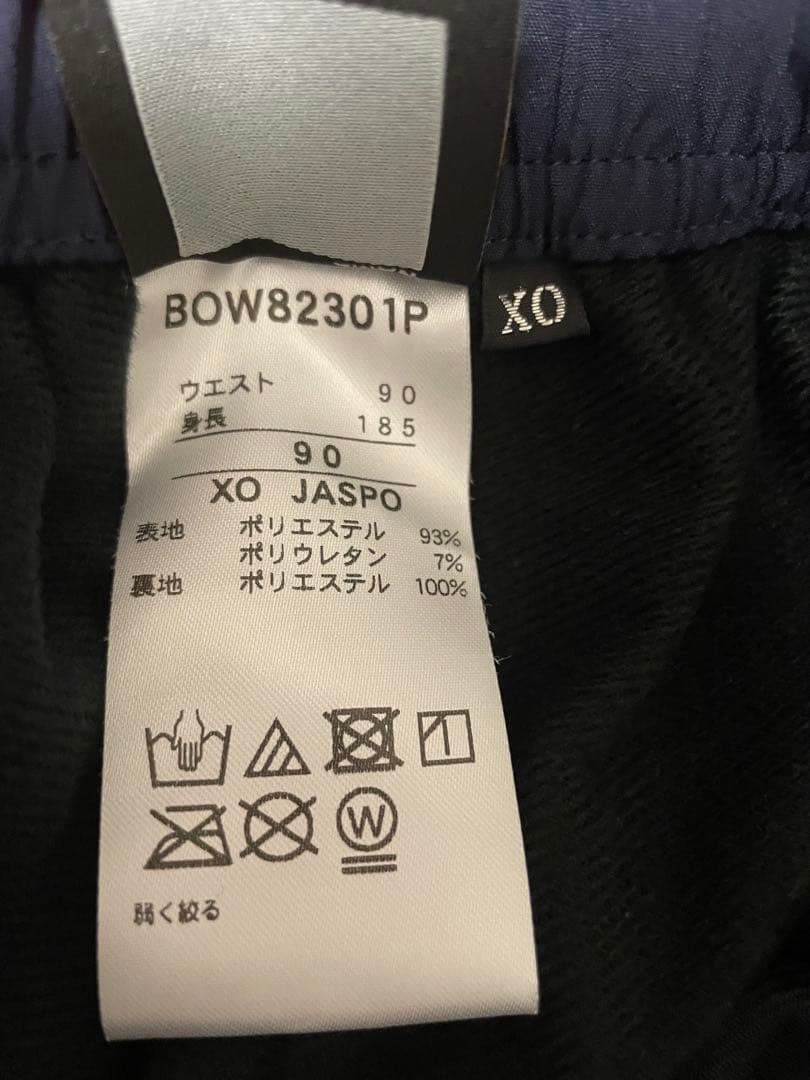 BOW82301P
XO
ウエスト 90
身長 185
90
XO JASPO
表地 ポリエステル 93%
ポリウレタン 7%
裏地 ポリエステル 100%
W
弱く絞る